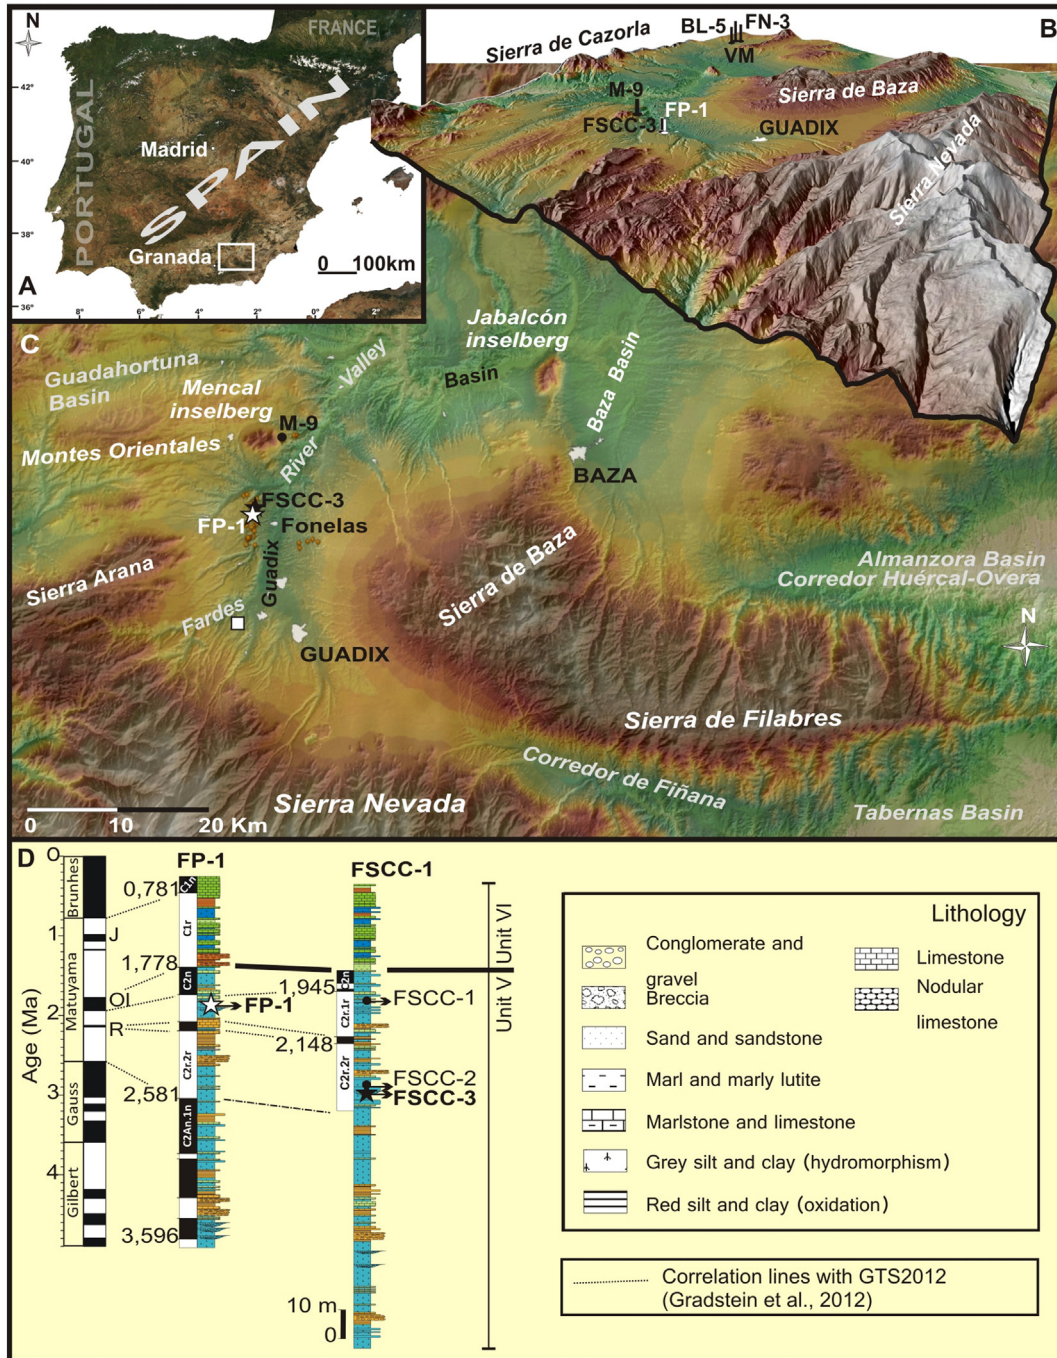 N
FRANCE
42°
PORTUGAL
SPAIN
Madrid
40°
38°
Granada
0 100km
A
36°
6° 4° 2° 0° 2°
B
BL-5 FN-3
VM
Sierra de Cazorla
M-9
FP-1
FSCC-3
Sierra de Baza
GUADIX
Sierra Nevada
C
Guadahortuna
Basin
Valley
Jabalcón
inselberg
Basin
Baza Basin
Mencal
inselberg
M-9
Montes Orientales
River
BAZA
FSCC-3
FP-1
Fonelas
Guadix
Sierra Arana
Fardes
GUADIX
Sierra de Baza
Almanzora Basin
Corredor Huércal-Overa
N
Sierra de Filabres
Corredor de Fiñana
Sierra Nevada
Tabernas Basin
0 10 20 Km
D
Age (Ma)
0
1
2
3
4
Brunhes
Matuyama
Gauss
Gilbert
J
Ol
R
0,781
1,778
2,581
3,596
FP-1
C1n
C1r
C2n
C2r.2r
C2An.1n
FP-1
1,945
2,148
FSCC-1
C2n
C2r.1r
C2r.2r
FSCC-1
FSCC-2
FSCC-3
Unit VI
Unit V
10 m
0
Lithology
Conglomerate and
gravel
Breccia
Sand and sandstone
Marl and marly lutite
Marlstone and limestone
Grey silt and clay (hydromorphism)
Red silt and clay (oxidation)
Limestone
Nodular
limestone
Correlation lines with GTS2012
(Gradstein et al., 2012)